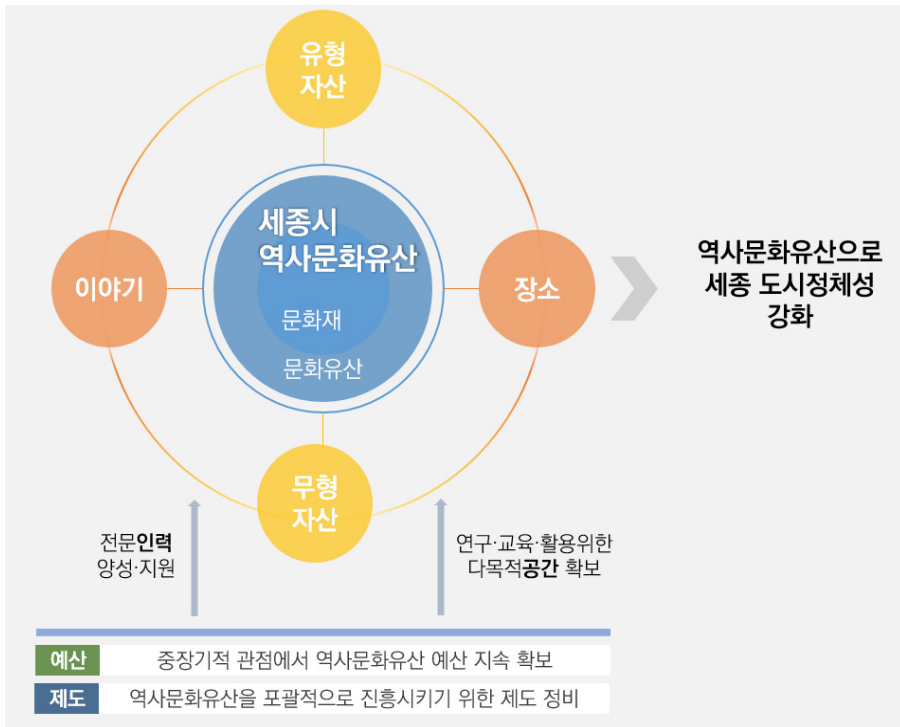 유형
자산
세종시
역사문화유산
문화재
문화유산
이야기
장소
무형
자산
역사문화유산으로
세종 도시정체성
강화
전문인력
양성·지원
연구·교육·활용위한
다목적공간 확보
예산 중장기적 관점에서 역사문화유산 예산 지속 확보
제도 역사문화유산을 포괄적으로 진흥시키기 위한 제도 정비